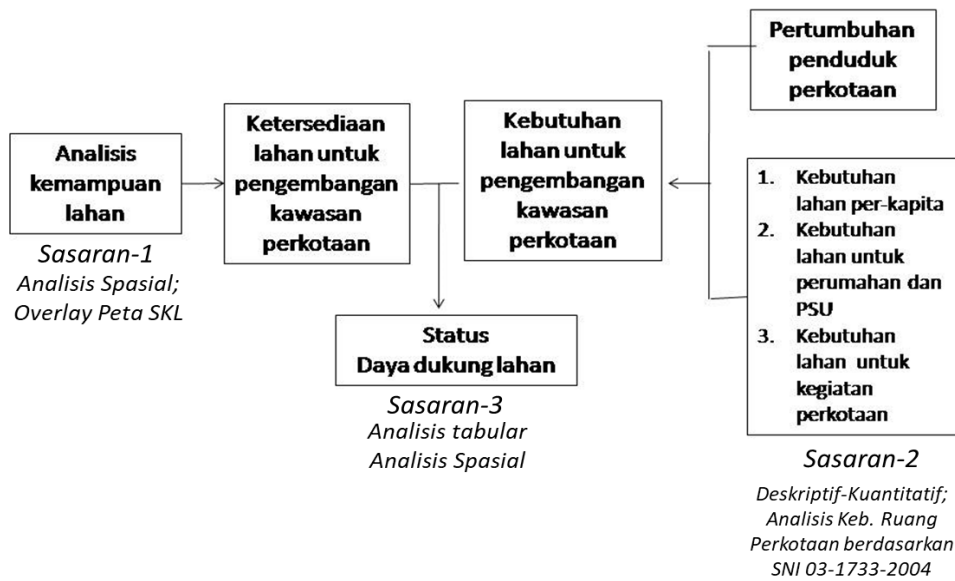 Analisis
kemampuan
lahan
Sasaran-1
Analisis Spasial;
Overlay Peta SKL
Ketersediaan
lahan untuk
pengembangan
kawasan
perkotaan
Kebutuhan
lahan untuk
pengembangan
kawasan
perkotaan
Status
Daya dukung lahan
Sasaran-3
Analisis tabular
Analisis Spasial
Pertumbuhan
penduduk
perkotaan
1. Kebutuhan
lahan per-kapita
2. Kebutuhan
lahan untuk
perumahan dan
PSU
3. Kebutuhan
lahan untuk
kegiatan
perkotaan
Sasaran-2
Deskriptif-Kuantitatif;
Analisis Keb. Ruang
Perkotaan berdasarkan
SNI 03-1733-2004